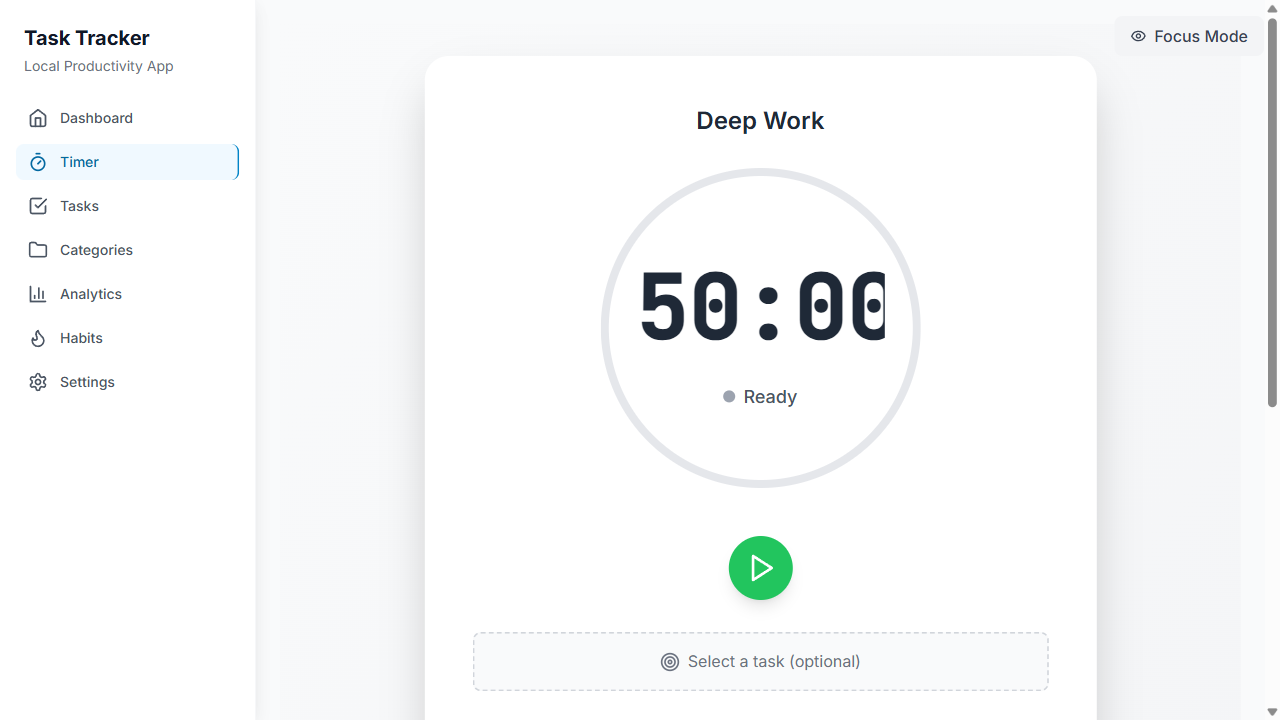 Task Tracker
Local Productivity App
Dashboard
Timer
Tasks
Categories
Analytics
Habits
Settings
Focus Mode
Deep Work
50:00
Ready
Select a task (optional)